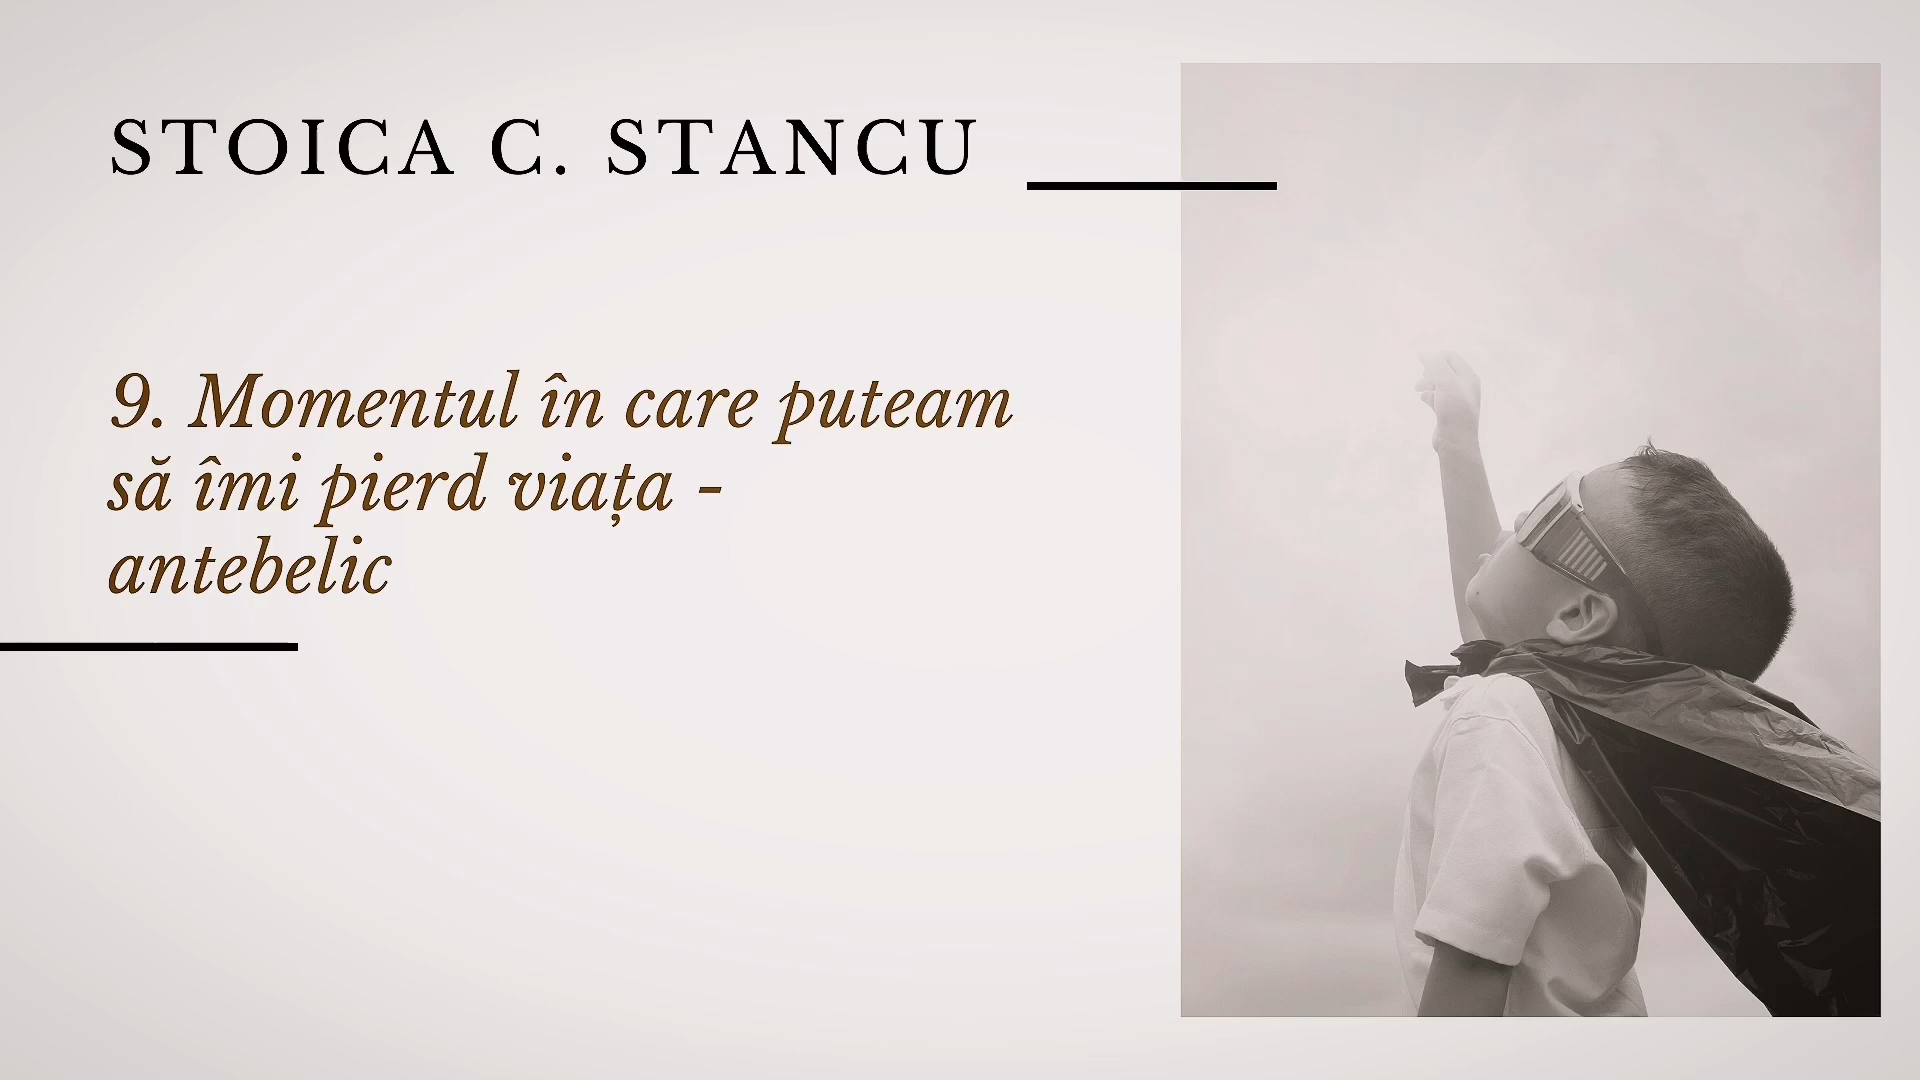 STOICA C. STANCU
9. Momentul în care puteam
să îmi pierd viața -
antebelic